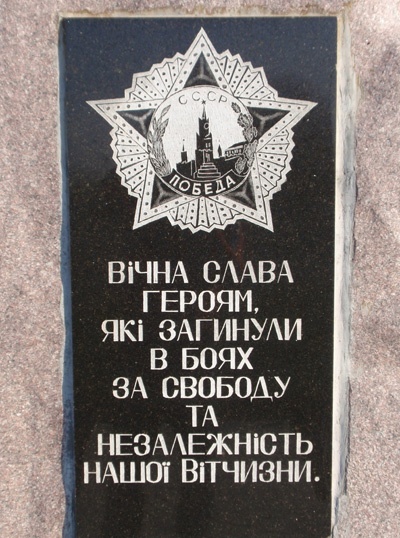 СССР
ПОБЕДА
ВІЧНА СЛАВА
ГЕРОЯМ,
ЯКІ ЗАГИНУЛИ
В БОЯХ
ЗА СВОБОДУ
ТА
НЕЗАЛЕЖНІСТЬ
НАШОЇ ВІТЧИЗНИ.